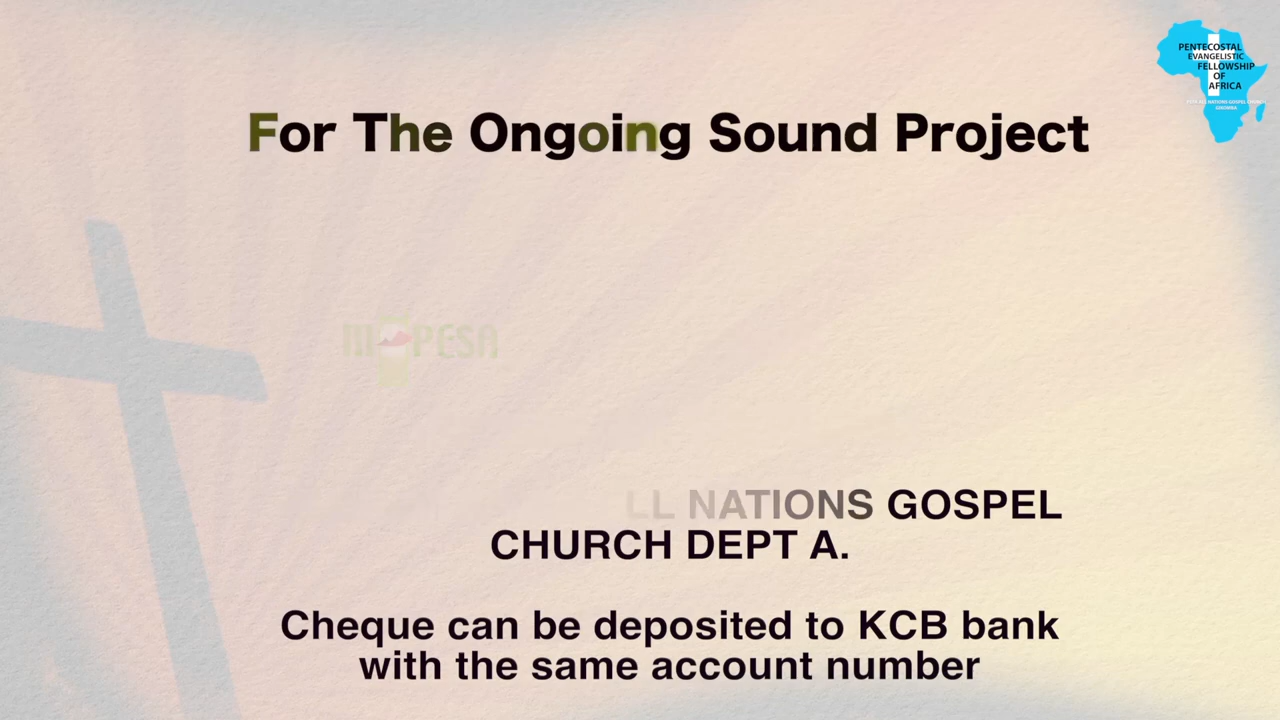 PENTECOSTAL
EVANGELISTIC
FELLOWSHIP
OF
AFRICA
For The Ongoing Sound Project
M PESA
LL NATIONS GOSPEL
CHURCH DEPT A.
Cheque can be deposited to KCB bank
with the same account number